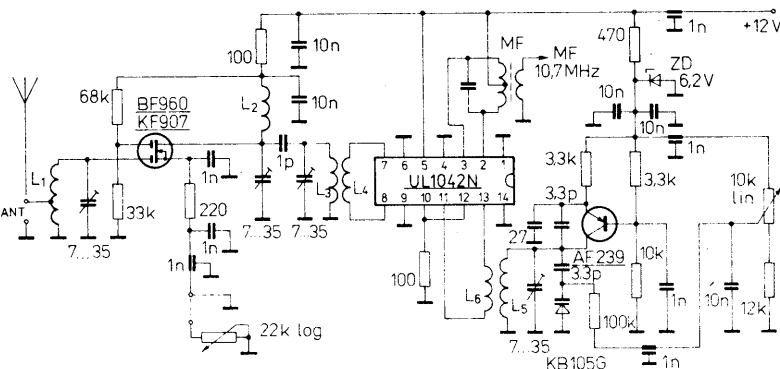 1n
+12V
470
ZD
6,2V
10n
10n
1n
100
10n
10n
MF
MF
10,7MHz
68k
BF960
KF907
L2
1p
1n
L1
ANT
7...35
33k
220
1n
1n
22k log
7...35
7...35
L3
L4
7 6 5 4 3 2 1
UL1042N
8 9 10 11 12 13 14
100
L6
L5
7...35
27
3,3k
3,3p
3,3k
AF239
3,3p
10k
100k
1n
10n
10k
lin
12k
KB105G
1n